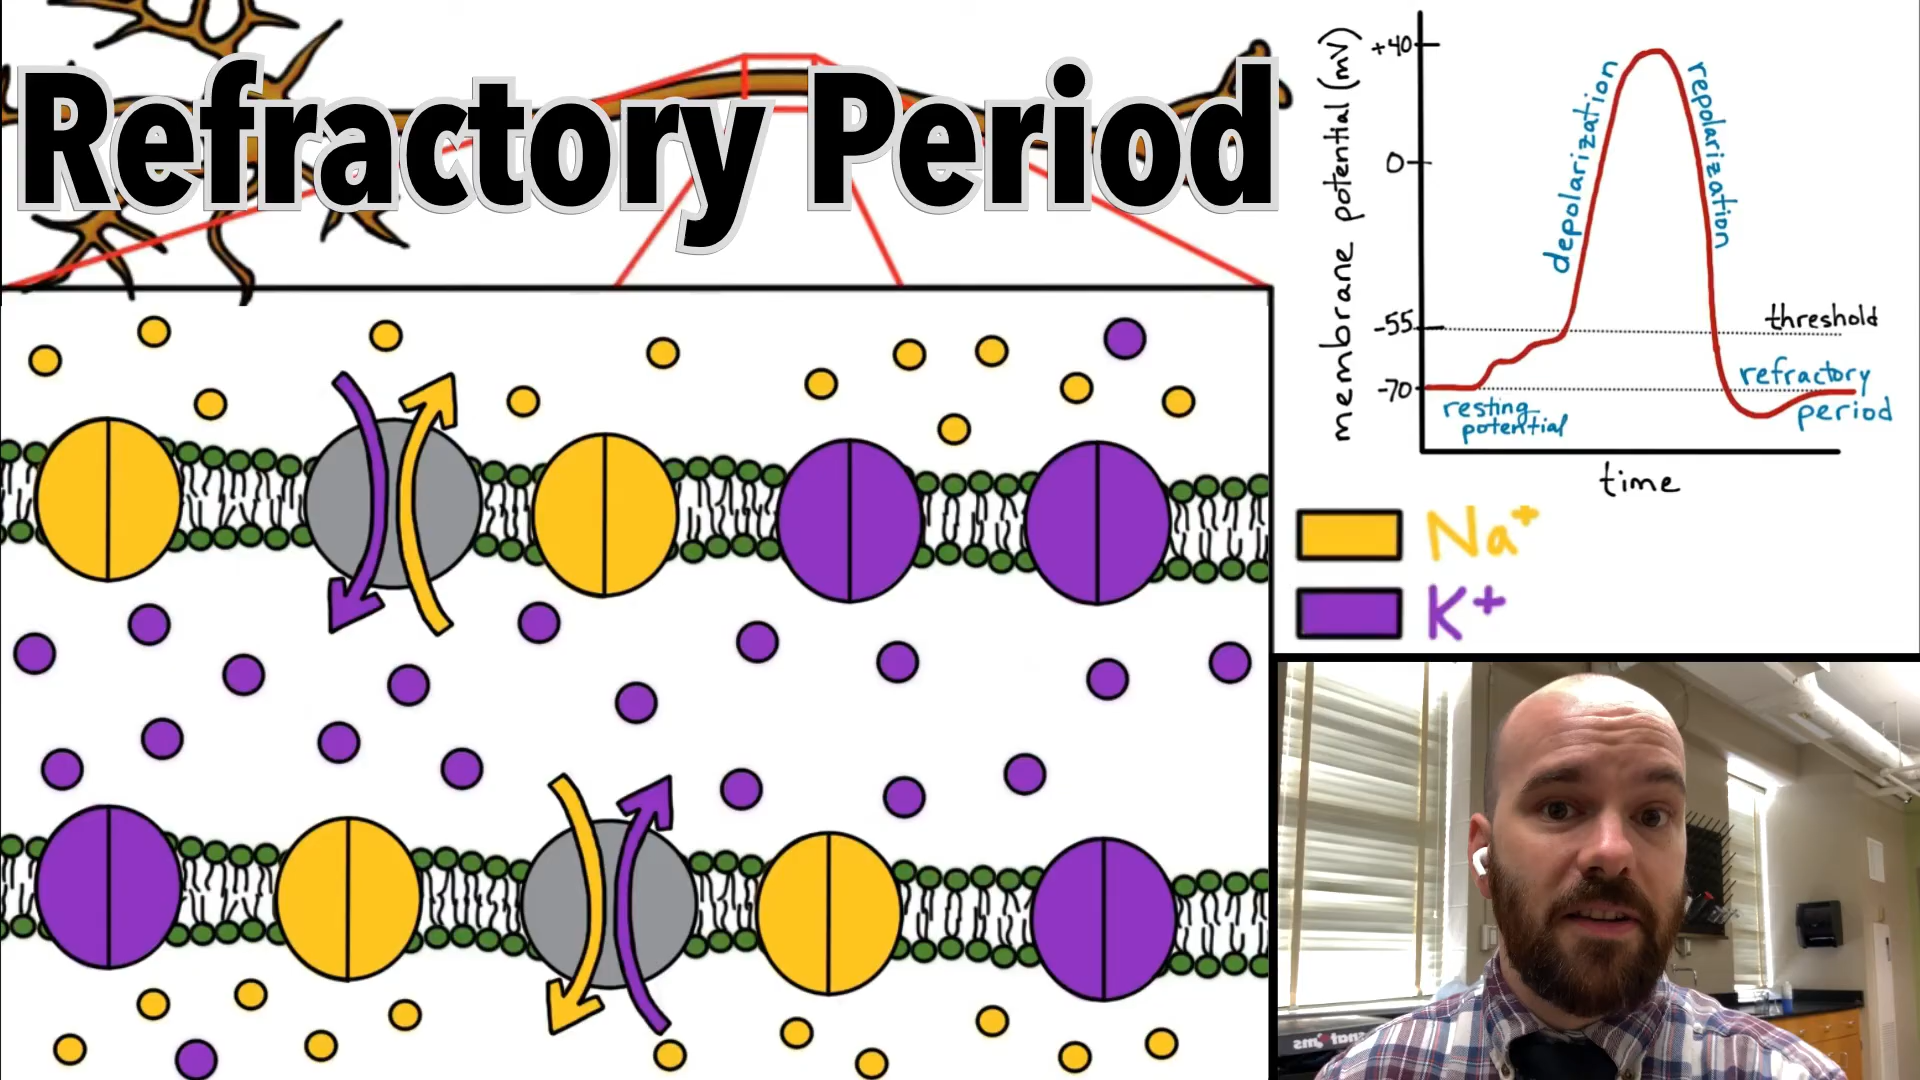 Refractory Period
membrane potential (mV)
+40
0
-55
-70
depolarization
repolarization
threshold
refractory
period
resting
potential
time
Na+
K+